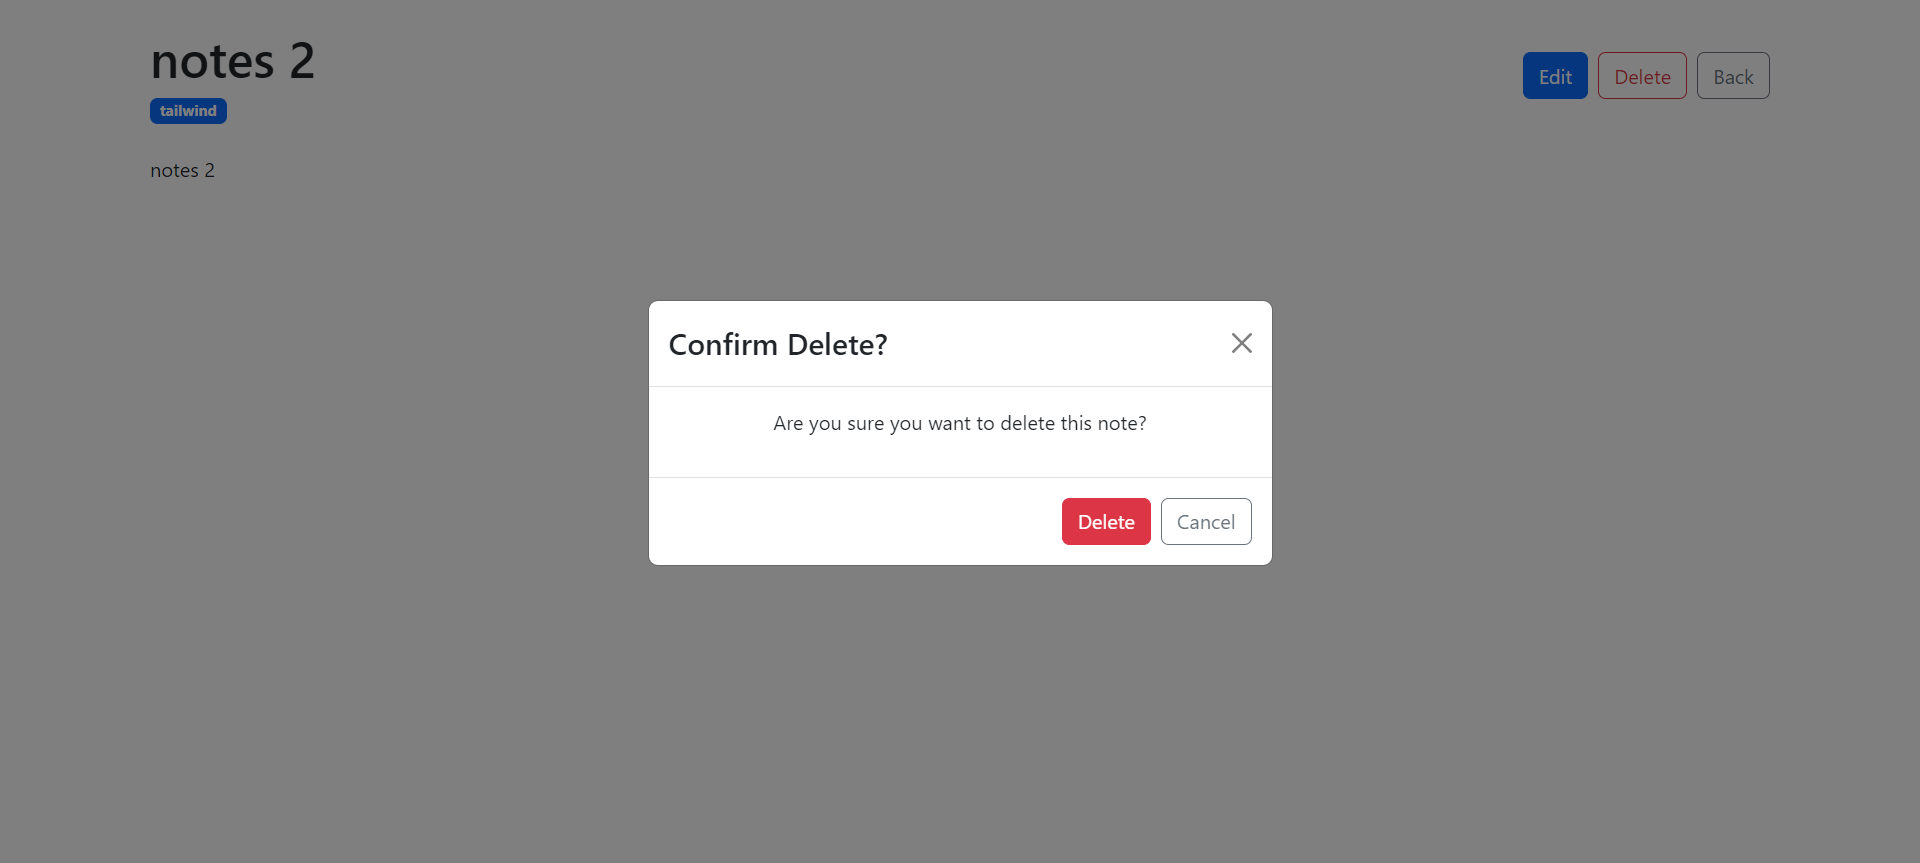 notes 2
Edit Delete Back
tailwind
notes 2
Confirm Delete?
Are you sure you want to delete this note?
Delete Cancel